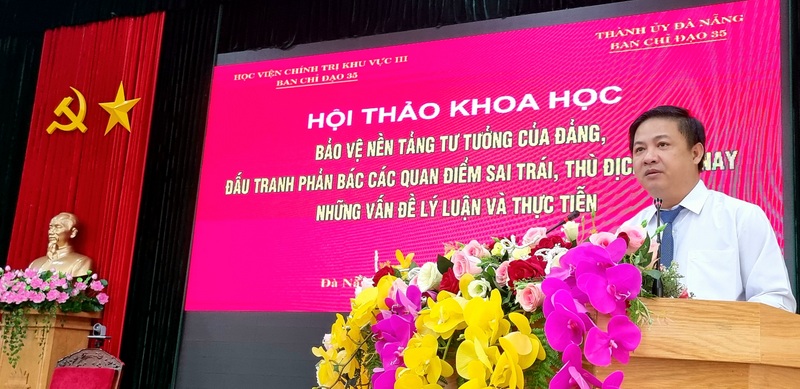 HỌC VIỆN CHÍNH TRỊ KHU VỰC III
BAN CHỈ ĐẠO 35
THÀNH ỦY ĐÀ NẴNG
BAN CHỈ ĐẠO 35
HỘI THẢO KHOA HỌC
BẢO VỆ NỀN TẢNG TƯ TƯỞNG CỦA ĐẢNG,
ĐẤU TRANH PHẢN BÁC CÁC QUAN ĐIỂM SAI TRÁI, THÙ ĐỊCH NAY
NHỮNG VẤN ĐỀ LÝ LUẬN VÀ THỰC TIỄN
Đà Nẵ